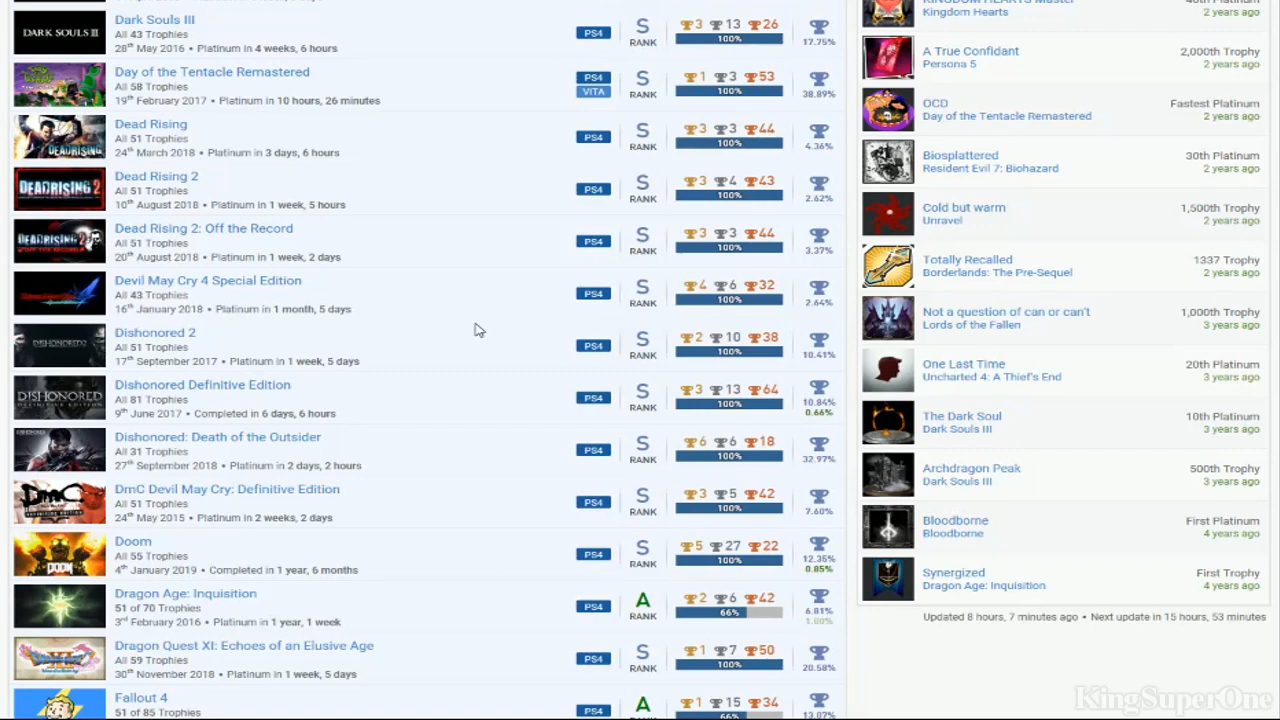 Dark Souls III
All 43 Trophies
28th May 2016 • Platinum in 4 weeks, 6 hours
DARK SOULS III
PS4
S
RANK
3 13 26
100%
17.75%
Day of the Tentacle Remastered
All 58 Trophies
19th February 2017 • Platinum in 10 hours, 26 minutes
PS4
VITA
S
RANK
1 3 53
100%
38.89%
Dead Rising
All 51 Trophies
24th March 2018 • Platinum in 3 days, 6 hours
DEADRISING
PS4
S
RANK
3 3 44
100%
4.36%
Dead Rising 2
All 51 Trophies
10th August 2018 • Platinum in 1 week, 5 hours
DEADRISING 2
PS4
S
RANK
3 4 43
100%
2.62%
Dead Rising 2: Off the Record
All 51 Trophies
20th August 2018 • Platinum in 1 week, 2 days
DEADRISING 2
PS4
S
RANK
3 3 44
100%
3.37%
Devil May Cry 4 Special Edition
All 43 Trophies
16th January 2018 • Platinum in 1 month, 5 days
PS4
S
RANK
4 6 32
100%
2.64%
Dishonored 2
All 51 Trophies
17th September 2017 • Platinum in 1 week, 5 days
DISHONORED 2
PS4
S
RANK
2 10 38
100%
10.41%
Dishonored Definitive Edition
All 81 Trophies
9th June 2017 • Completed in 6 days, 6 hours
DISHONORED
DEFINITIVE EDITION
PS4
S
RANK
3 13 64
100%
10.84%
0.66%
Dishonored: Death of the Outsider
All 31 Trophies
27th September 2018 • Platinum in 2 days, 2 hours
PS4
S
RANK
6 6 18
100%
32.97%
DmC Devil May Cry: Definitive Edition
All 51 Trophies
24th May 2015 • Platinum in 2 weeks, 2 days
DmC
PS4
S
RANK
3 5 42
100%
7.60%
Doom
All 55 Trophies
January 2019 • Completed in 1 year, 6 months
DOOM
PS4
S
RANK
5 27 22
100%
12.35%
0.85%
Dragon Age: Inquisition
51 of 70 Trophies
3rd February 2016 • Platinum in 1 year, 1 week
PS4
A
RANK
2 6 42
66%
6.81%
1.00%
Dragon Quest XI: Echoes of an Elusive Age
All 59 Trophies
30th November 2018 • Platinum in 1 week, 5 days
PS4
S
RANK
1 7 50
100%
20.58%
Fallout 4
51 of 85 Trophies
PS4
A
1 15 34
66%
13.07%
Kingdom Hearts
2 years ago
A True Confidant
Persona 5
2,000th Trophy
2 years ago
OCD
Day of the Tentacle Remastered
Fastest Platinum
2 years ago
Biosplattered
Resident Evil 7: Biohazard
30th Platinum
2 years ago
Cold but warm
Unravel
1,500th Trophy
2 years ago
Totally Recalled
Borderlands: The Pre-Sequel
1337 Trophy
2 years ago
Not a question of can or can't
Lords of the Fallen
1,000th Trophy
3 years ago
One Last Time
Uncharted 4: A Thief's End
20th Platinum
3 years ago
The Dark Soul
Dark Souls III
10th Platinum
3 years ago
Archdragon Peak
Dark Souls III
500th Trophy
3 years ago
Bloodborne
Bloodborne
First Platinum
4 years ago
Synergized
Dragon Age: Inquisition
First Trophy
4 years ago
Updated 8 hours, 7 minutes ago • Next update in 15 hours, 53 minutes